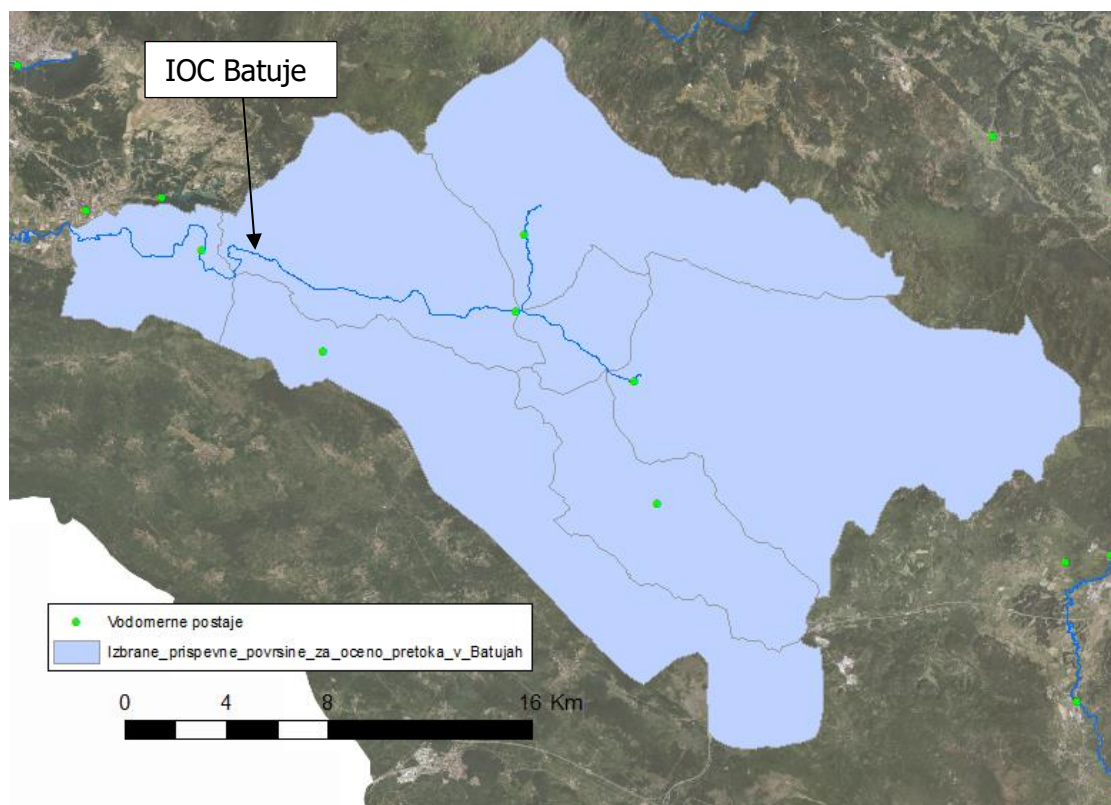 IOC Batuje
Vodomerne postaje
Izbrane_prispevne_povrsine_za_oceno_pretoka_v_Batujah
0 4 8 16 Km